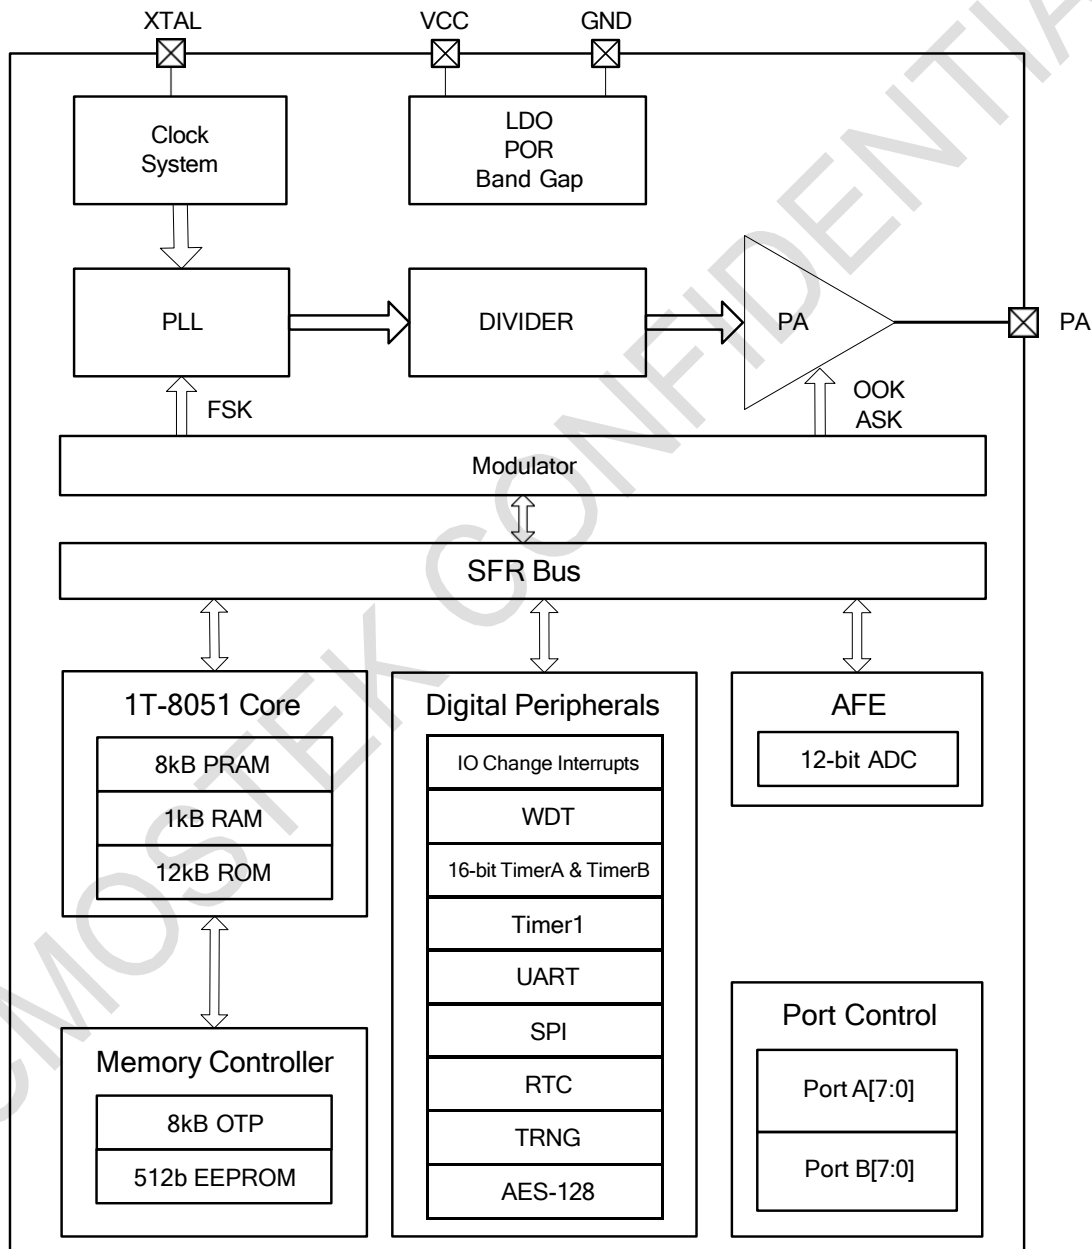 XTAL
VCC
GND
Clock
System
LDO
POR
Band Gap
PLL
DIVIDER
PA
PA
FSK
OOK
ASK
Modulator
SFR Bus
1T-8051 Core
8kB PRAM
1kB RAM
12kB ROM
Digital Peripherals
IO Change Interrupts
WDT
16-bit TimerA & TimerB
Timer1
UART
SPI
RTC
TRNG
AES-128
AFE
12-bit ADC
Memory Controller
8kB OTP
512b EEPROM
Port Control
Port A[7:0]
Port B[7:0]
CMOSTEK CONFIDENTIAL